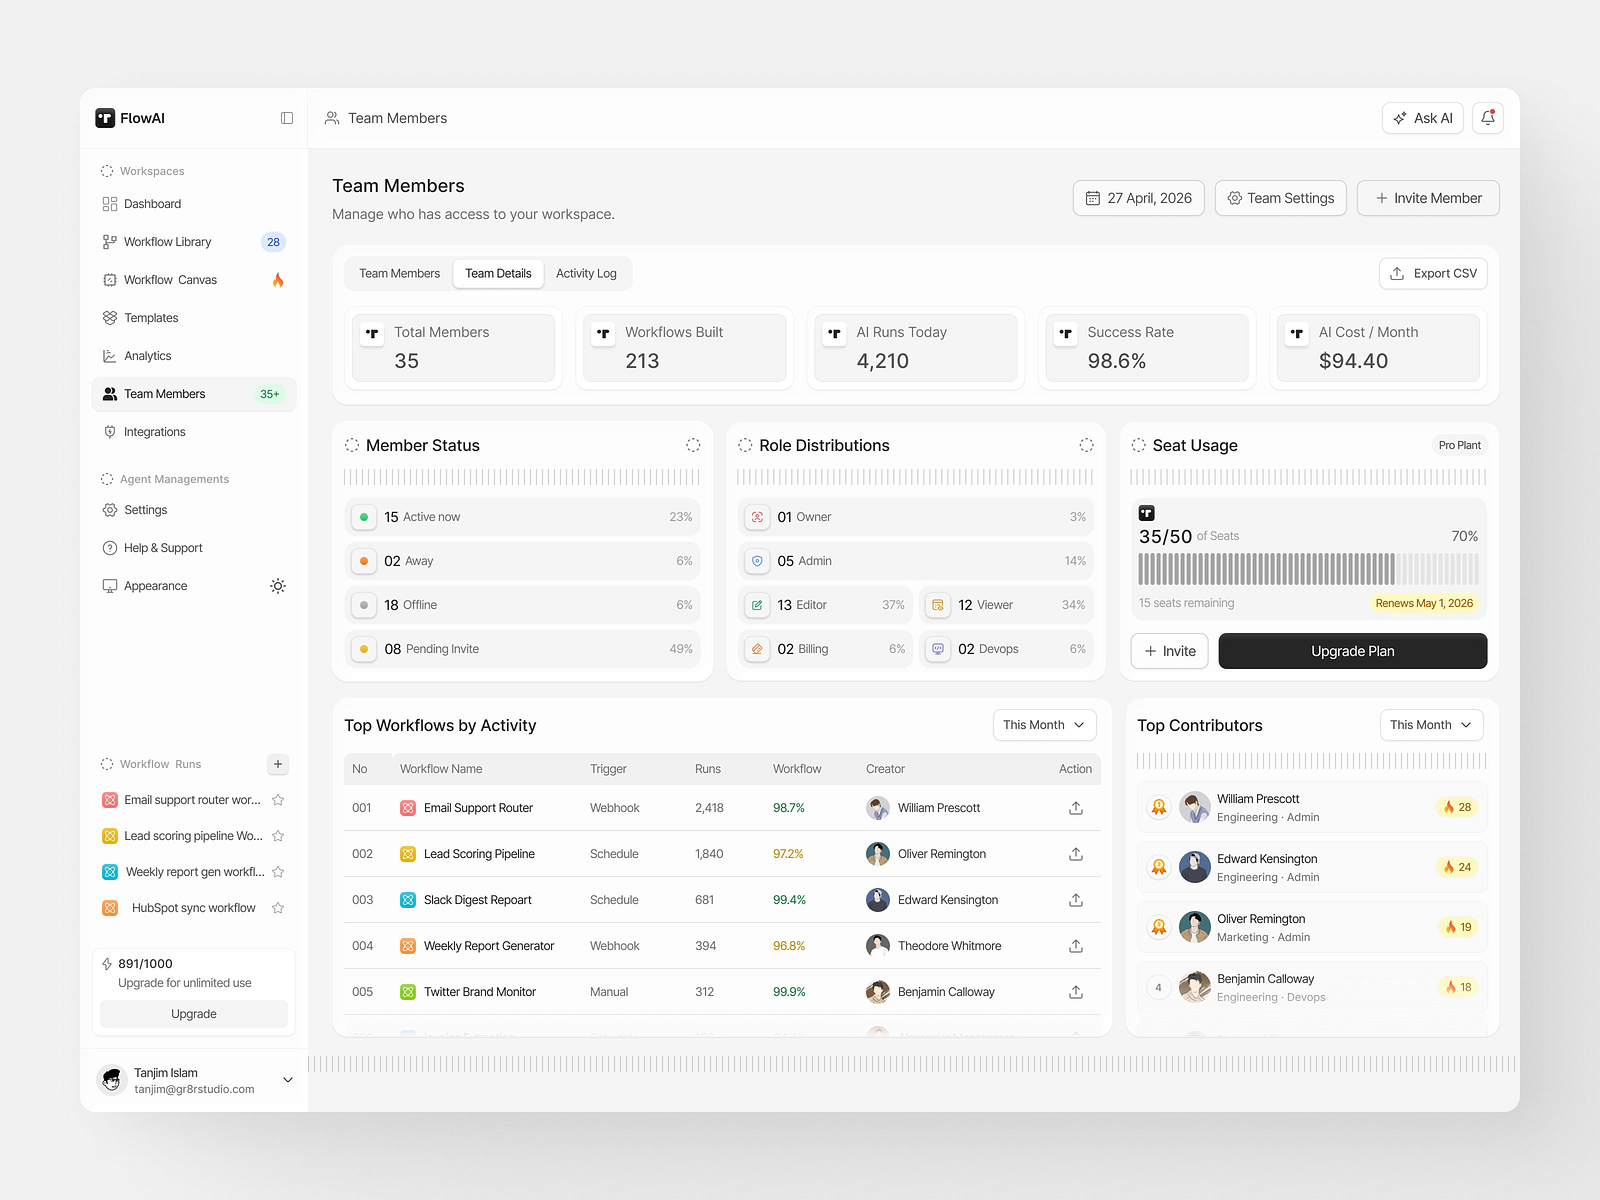 FlowAI
Team Members
Ask AI
Workspaces
Dashboard
Workflow Library 28
Workflow Canvas
Templates
Analytics
Team Members 35+
Integrations
Agent Managements
Settings
Help & Support
Appearance
Workflow Runs
Email support router wor...
Lead scoring pipeline Wo...
Weekly report gen workfl...
HubSpot sync workflow
891/1000
Upgrade for unlimited use
Upgrade
Tanjim Islam
tanjim@gr8rstudio.com
Team Members
Manage who has access to your workspace.
27 April, 2026
Team Settings
Invite Member
Team Members Team Details Activity Log
Export CSV
Total Members
35
Workflows Built
213
AI Runs Today
4,210
Success Rate
98.6%
AI Cost / Month
$94.40
Member Status
15 Active now 23%
02 Away 6%
18 Offline 6%
08 Pending Invite 49%
Role Distributions
01 Owner 3%
05 Admin 14%
13 Editor 37%
12 Viewer 34%
02 Billing 6%
02 Devops 6%
Seat Usage
Pro Plant
35/50 of Seats 70%
15 seats remaining
Renews May 1, 2026
Invite
Upgrade Plan
Top Workflows by Activity
This Month
No Workflow Name Trigger Runs Workflow Creator Action
001 Email Support Router Webhook 2,418 98.7% William Prescott
002 Lead Scoring Pipeline Schedule 1,840 97.2% Oliver Remington
003 Slack Digest Repoart Schedule 681 99.4% Edward Kensington
004 Weekly Report Generator Webhook 394 96.8% Theodore Whitmore
005 Twitter Brand Monitor Manual 312 99.9% Benjamin Calloway
Top Contributors
This Month
William Prescott
Engineering · Admin
28
Edward Kensington
Engineering · Admin
24
Oliver Remington
Marketing · Admin
19
4
Benjamin Calloway
Engineering · Devops
18